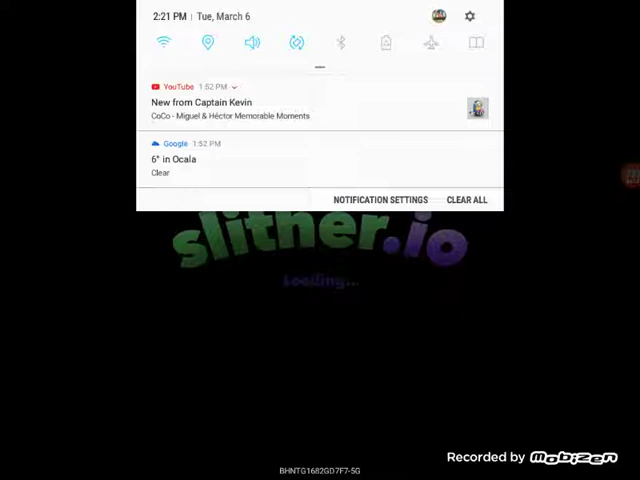 2:21 PM | Tue, March 6
YouTube 1:52 PM
New from Captain Kevin
CoCo - Miguel & Héctor Memorable Moments
Google 1:52 PM
6° in Ocala
Clear
NOTIFICATION SETTINGS CLEAR ALL
slither.io
Loading...
Recorded by Mobizen
BHNTG1682GD7F7-5G